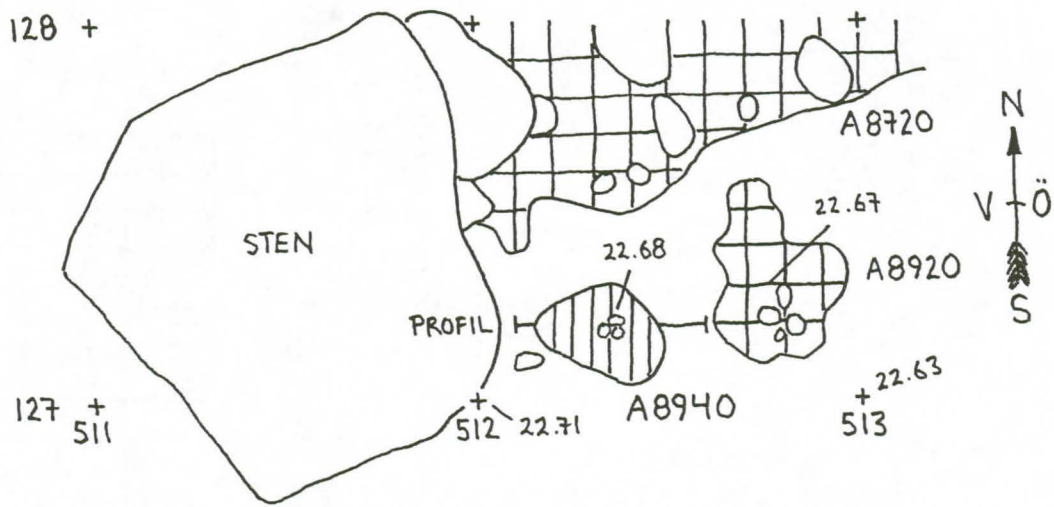 128
A8720
N
V Ö
S
22.67
STEN
22.68
A8920
PROFIL
22.63
127
511
512
22.71
A8940
513